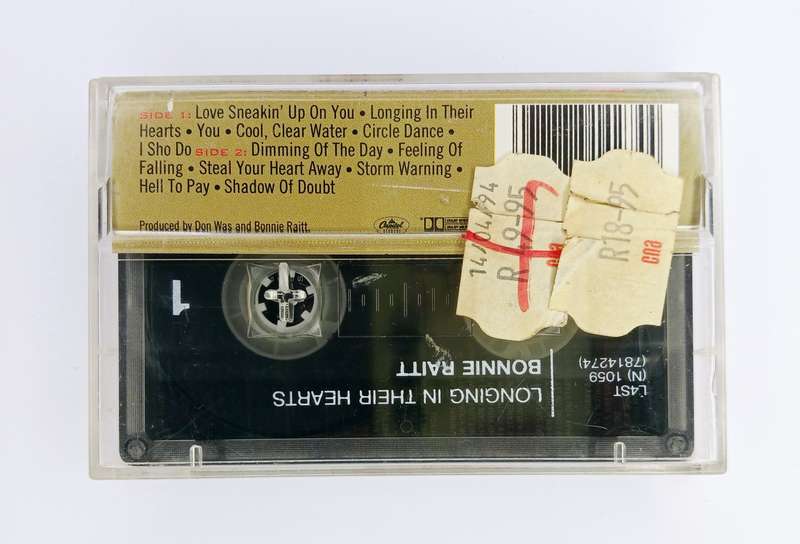 SIDE 1: Love Sneakin' Up On You • Longing In Their
Hearts • You • Cool, Clear Water • Circle Dance •
I Sho Do SIDE 2: Dimming Of The Day • Feeling Of
Falling • Steal Your Heart Away • Storm Warning •
Hell To Pay • Shadow Of Doubt
Produced by Don Was and Bonnie Raitt.
Capitol
14/04/94
R 49-95
cna
R18-95
cna
1
L4ST
(N) 1059
(7814274)
BONNIE RAITT
LONGING IN THEIR HEARTS